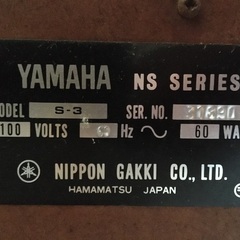 YAMAHA NS SERIES
MODEL S-3 SER. NO.
100 VOLTS Hz 60 WA
NIPPON GAKKI CO., LTD.
HAMAMATSU JAPAN